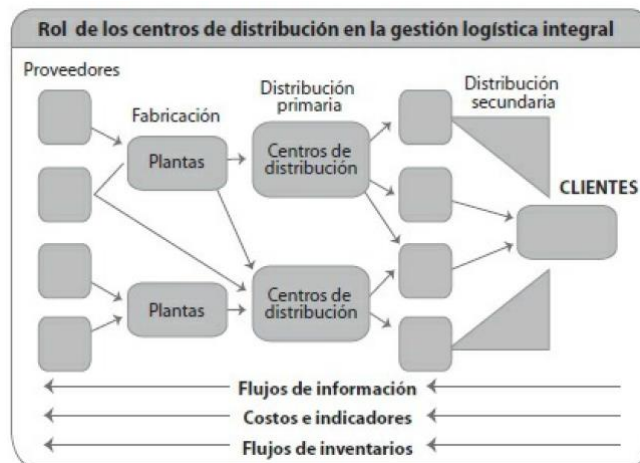 Rol de los centros de distribución en la gestión logística integral
Proveedores
Fabricación
Distribución
primaria
Distribución
secundaria
Plantas
Centros de
distribución
CLIENTES
Plantas
Centros de
distribución
Flujos de información
Costos e indicadores
Flujos de inventarios